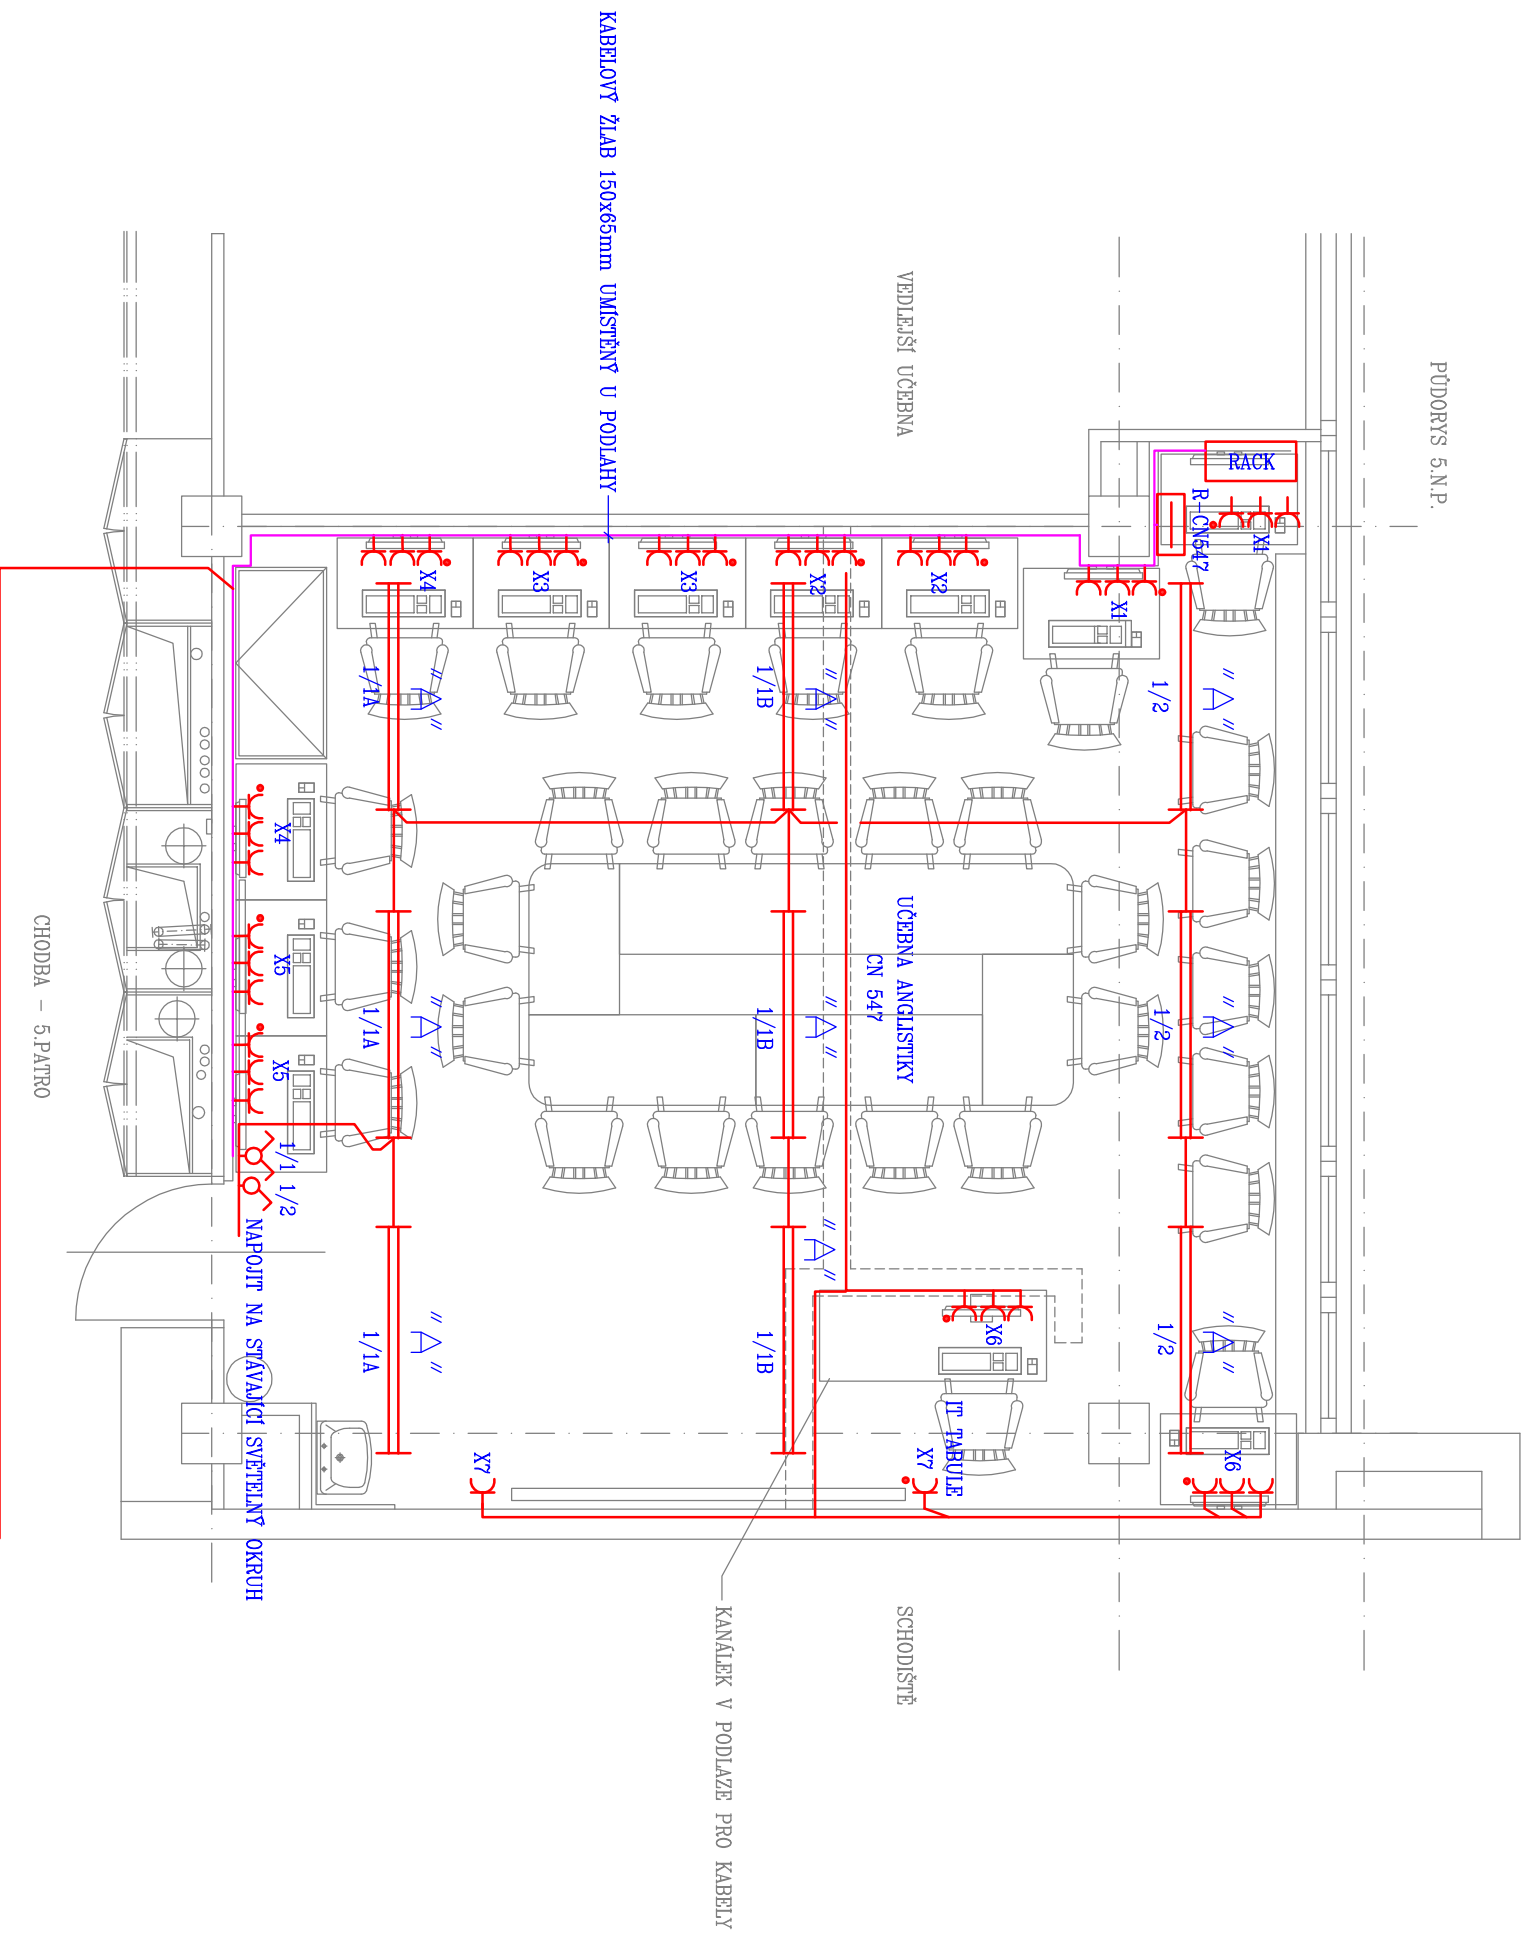 PŮDORYS 5.N.P.
RACK
R-CN547
X1
X1
VEDLEJŠÍ UČEBNA
X2
X2
X3
X3
X4
KABELOVÝ ŽLAB 150x65mm UMÍSTĚNÝ U PODLAHY
1/2
"A"
1/1B
"A"
1/1A
"A"
X4
X5
X5
UČEBNA ANGLISTIKY
CN 547
1/2
"A"
1/1B
"A"
1/1A
"A"
CHODBA - 5.PATRO
1/1
1/2
NAPOJIT NA STÁVAJÍCÍ SVĚTELNÝ OKRUH
"A"
1/2
"A"
1/1B
1/1A
"A"
X6
IT TABULE
X6
X7
X7
SCHODIŠTĚ
KANÁLEK V PODLAZE PRO KABELY